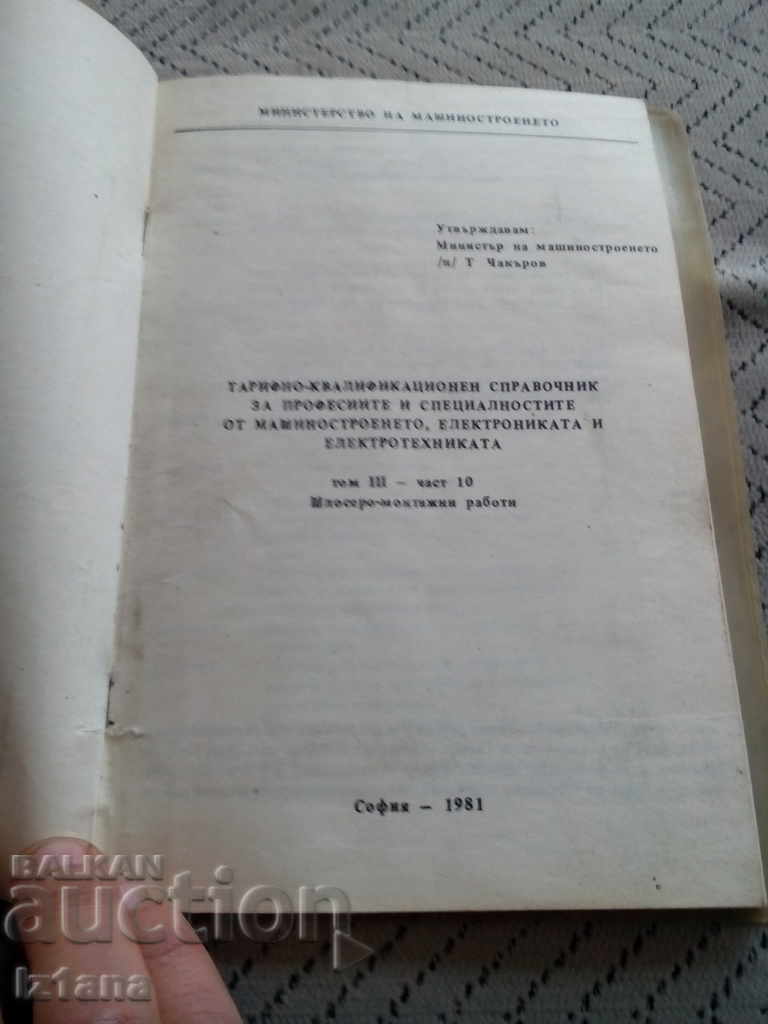 МИНИСТЕРСТВО НА МАШИНОСТРОЕНЕТО
Утвърждавам:
Министър на машиностроенето
/п/ Т Чакъров
ТАРИФНО-КВАЛИФИКАЦИОНЕН СПРАВОЧНИК
ЗА ПРОФЕСИИТЕ И СПЕЦИАЛНОСТИТЕ
ОТ МАШИНОСТРОЕНЕТО, ЕЛЕКТРОНИКАТА И
ЕЛЕКТРОТЕХНИКАТА
том III – част 10
Шлосеро-монтажни работи
София – 1981
BALKAN
auction
Iz1ana